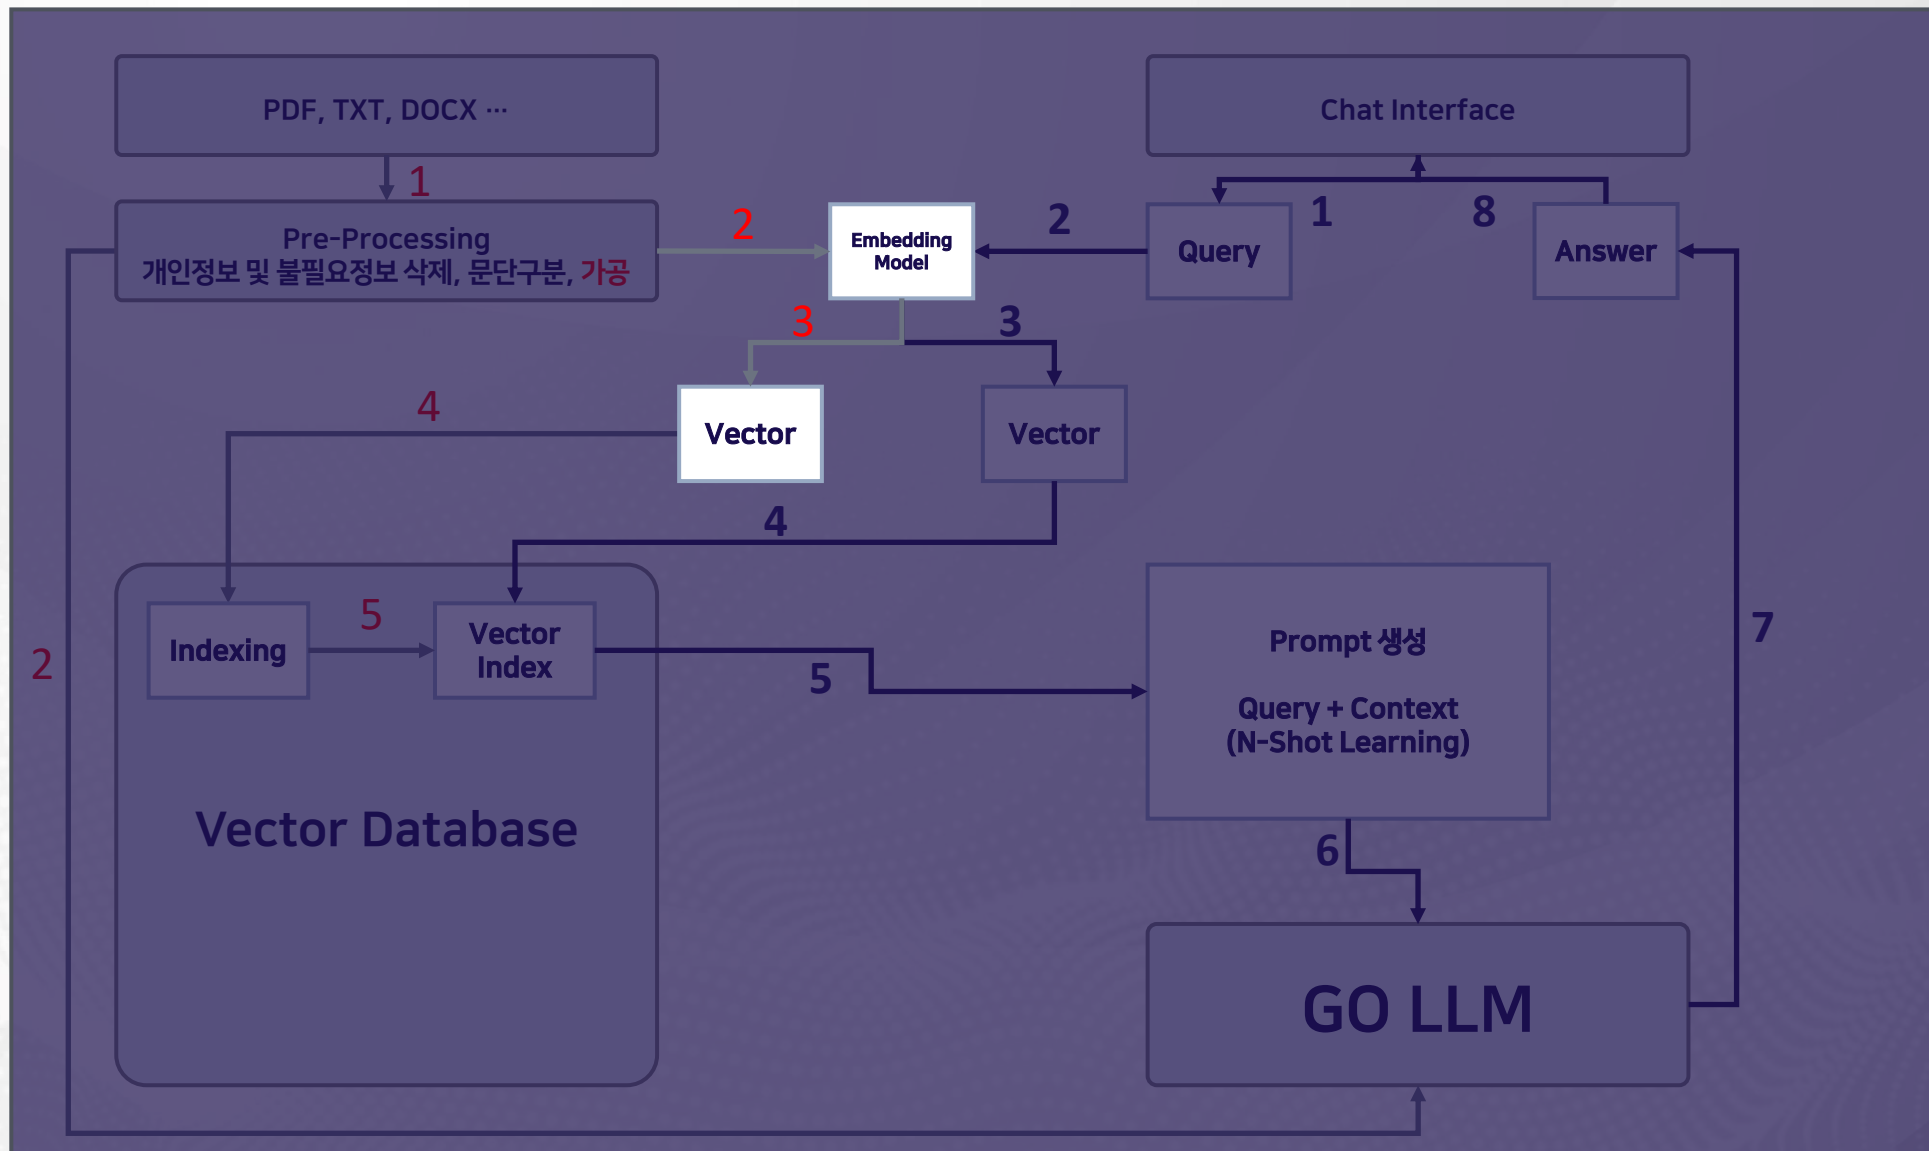 PDF, TXT, DOCX ···
Chat Interface
1
Pre-Processing
개인정보 및 불필요정보 삭제, 문단구분, 가공
2
Embedding
Model
2
Query
1
8
Answer
3
3
4
Vector
Vector
4
Indexing
5
Vector
Index
2
5
Prompt 생성
Query + Context
(N-Shot Learning)
7
Vector Database
6
GO LLM